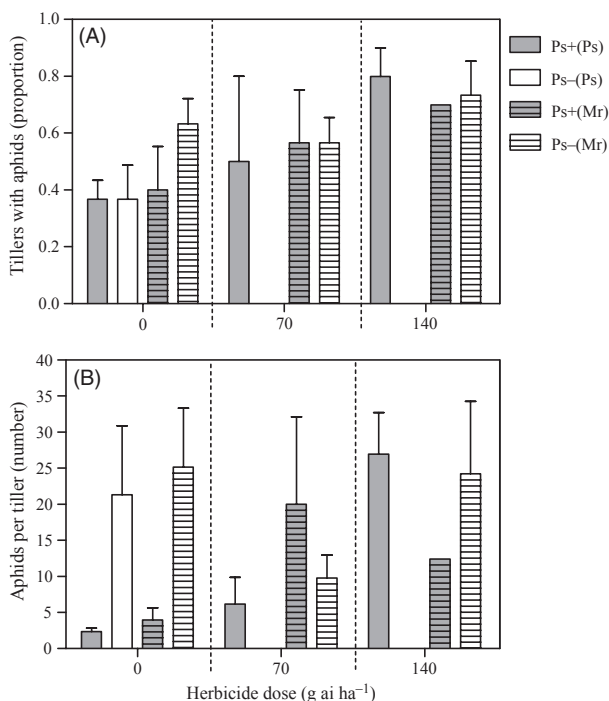 (A)
Tillers with aphids (proportion)
1.0
0.8
0.6
0.4
0.2
0.0
0
70
140
Ps+(Ps)
Ps–(Ps)
Ps+(Mr)
Ps–(Mr)
(B)
Aphids per tiller (number)
40
35
30
25
20
15
10
5
0
0
70
140
Herbicide dose (g ai ha⁻¹)